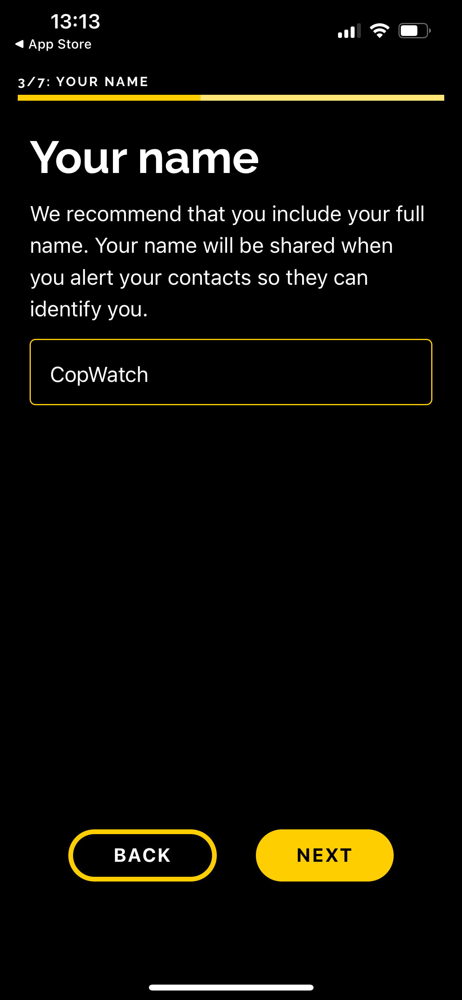 13:13
App Store
3/7: YOUR NAME
Your name
We recommend that you include your full
name. Your name will be shared when
you alert your contacts so they can
identify you.
CopWatch
BACK
NEXT